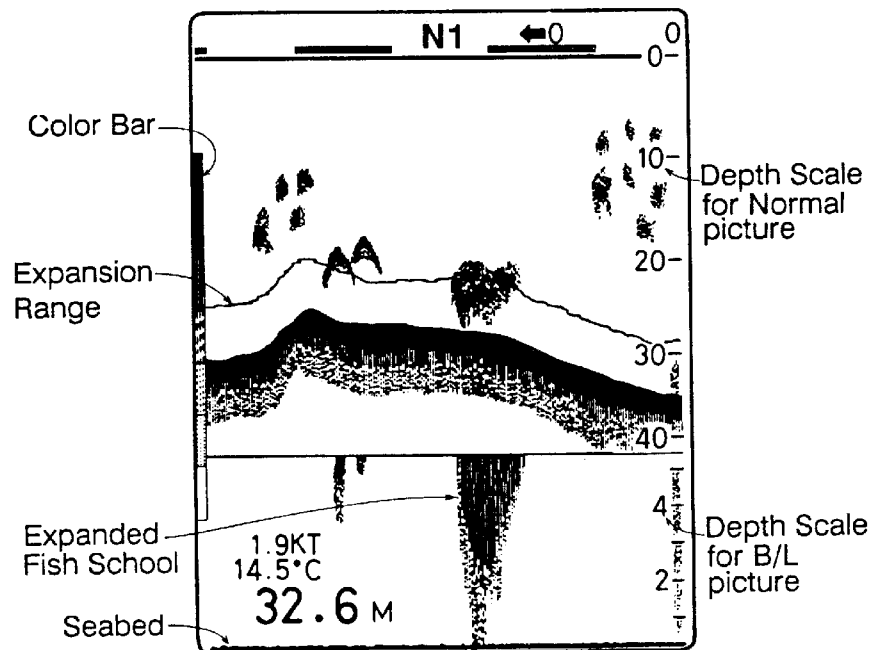 N1
←0
0
0
Color Bar
10
Depth Scale
for Normal
picture
20
Expansion
Range
30
40
4
Expanded
Fish School
Depth Scale
for B/L
picture
1.9KT
14.5°C
2
32.6 M
Seabed